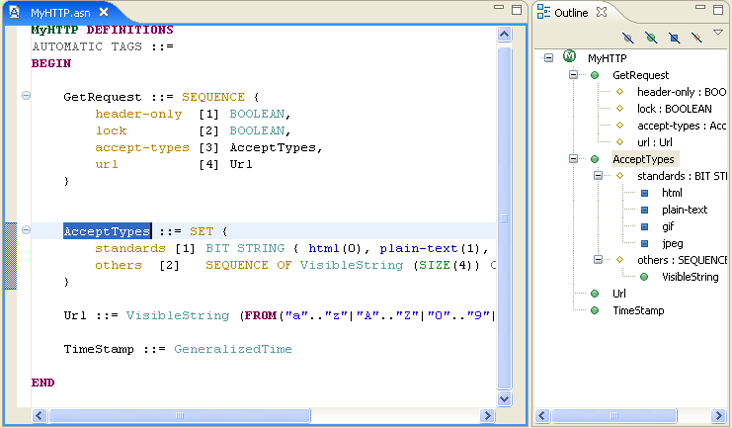 MyHTTP.asn
MyHTTP DEFINITIONS
AUTOMATIC TAGS ::=
BEGIN
GetRequest ::= SEQUENCE {
header-only [1] BOOLEAN,
lock [2] BOOLEAN,
accept-types [3] AcceptTypes,
url [4] Url
}
AcceptTypes ::= SET {
standards [1] BIT STRING { html(0), plain-text(1),
others [2] SEQUENCE OF VisibleString (SIZE(4))
}
Url ::= VisibleString (FROM("a".."z"|"A".."Z"|"0".."9"|
TimeStamp ::= GeneralizedTime
END
Outline
MyHTTP
GetRequest
header-only : BOO
lock : BOOLEAN
accept-types : Acc
url : Url
AcceptTypes
standards : BIT STR
html
plain-text
gif
jpeg
others : SEQUENCE
VisibleString
Url
TimeStamp